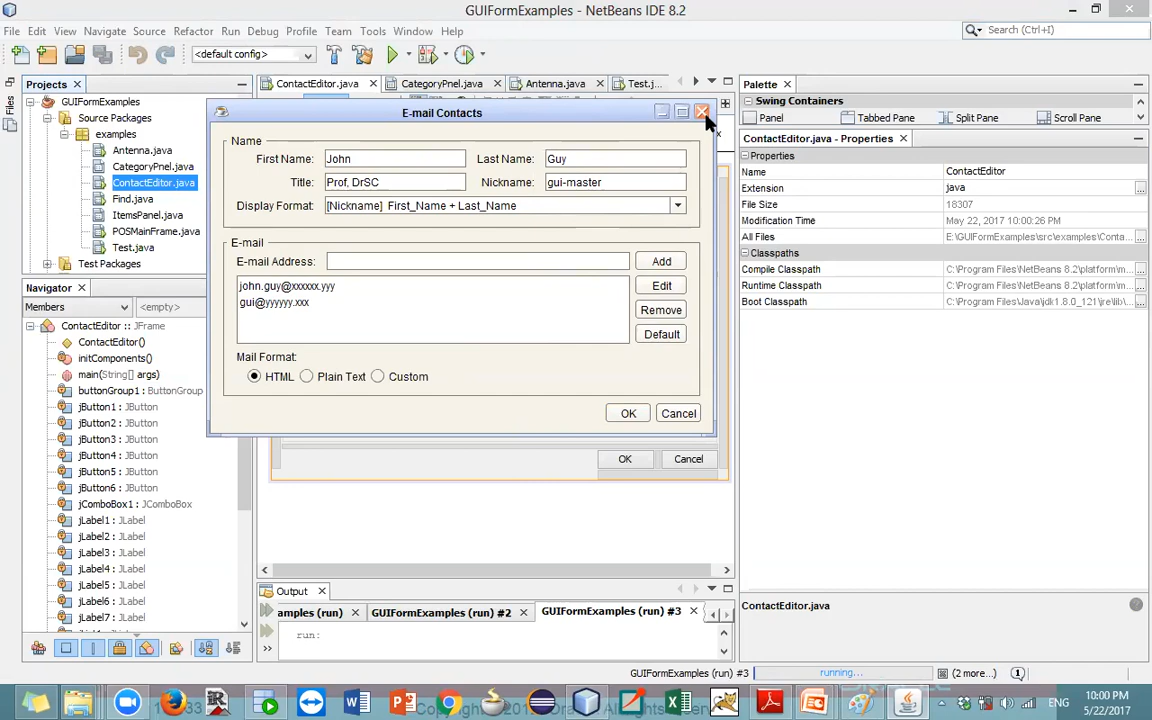 GUIFormExamples - NetBeans IDE 8.2
File Edit View Navigate Source Refactor Run Debug Profile Team Tools Window Help
Search (Ctrl+I)
<default config>
Projects
ContactEditor.java
CategoryPnel.java
Antenna.java
Test.j...
Palette
Files
GUIFormExamples
Source Packages
examples
Antenna.java
CategoryPnel.java
ContactEditor.java
Find.java
ItemsPanel.java
POSMainFrame.java
Test.java
Test Packages
Swing Containers
Panel
Tabbed Pane
Split Pane
Scroll Pane
ContactEditor.java - Properties
Properties
Name ContactEditor
Extension java
File Size 18307
Modification Time May 22, 2017 10:00:26 PM
All Files E:\GUIFormExamples\src\examples\Conta...
Classpaths
Compile Classpath C:\Program Files\NetBeans 8.2\platform\m...
Runtime Classpath C:\Program Files\NetBeans 8.2\platform\m...
Boot Classpath C:\Program Files\Java\jdk1.8.0_121\jre\lib\...
E-mail Contacts
Name
First Name: John Last Name: Guy
Title: Prof, DrSC Nickname: gui-master
Display Format: [Nickname] First_Name + Last_Name
E-mail
E-mail Address: Add
john.guy@xxxxxx.yyy
gui@yyyyyy.xxx
Edit
Remove
Default
Mail Format:
HTML Plain Text Custom
OK Cancel
OK Cancel
Navigator
Members <empty>
ContactEditor :: JFrame
ContactEditor()
initComponents()
main(String[] args)
buttonGroup1 : ButtonGroup
jButton1 : JButton
jButton2 : JButton
jButton3 : JButton
jButton4 : JButton
jButton5 : JButton
jButton6 : JButton
jComboBox1 : JComboBox
jLabel1 : JLabel
jLabel2 : JLabel
jLabel3 : JLabel
jLabel4 : JLabel
jLabel5 : JLabel
jLabel6 : JLabel
jLabel7 : JLabel
Output
amples (run)
GUIFormExamples (run) #2
GUIFormExamples (run) #3
run:
ContactEditor.java
GUIFormExamples (run) #3 running... (2 more...)
ENG
10:00 PM
5/22/2017